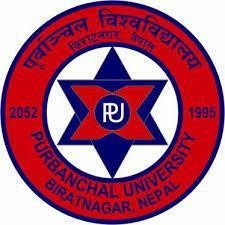 पूर्वाञ्चल विश्वविद्यालय
विराटनगर, नेपाल
2052
PU
1995
PURBANCHAL UNIVERSITY
BIRATNAGAR, NEPAL